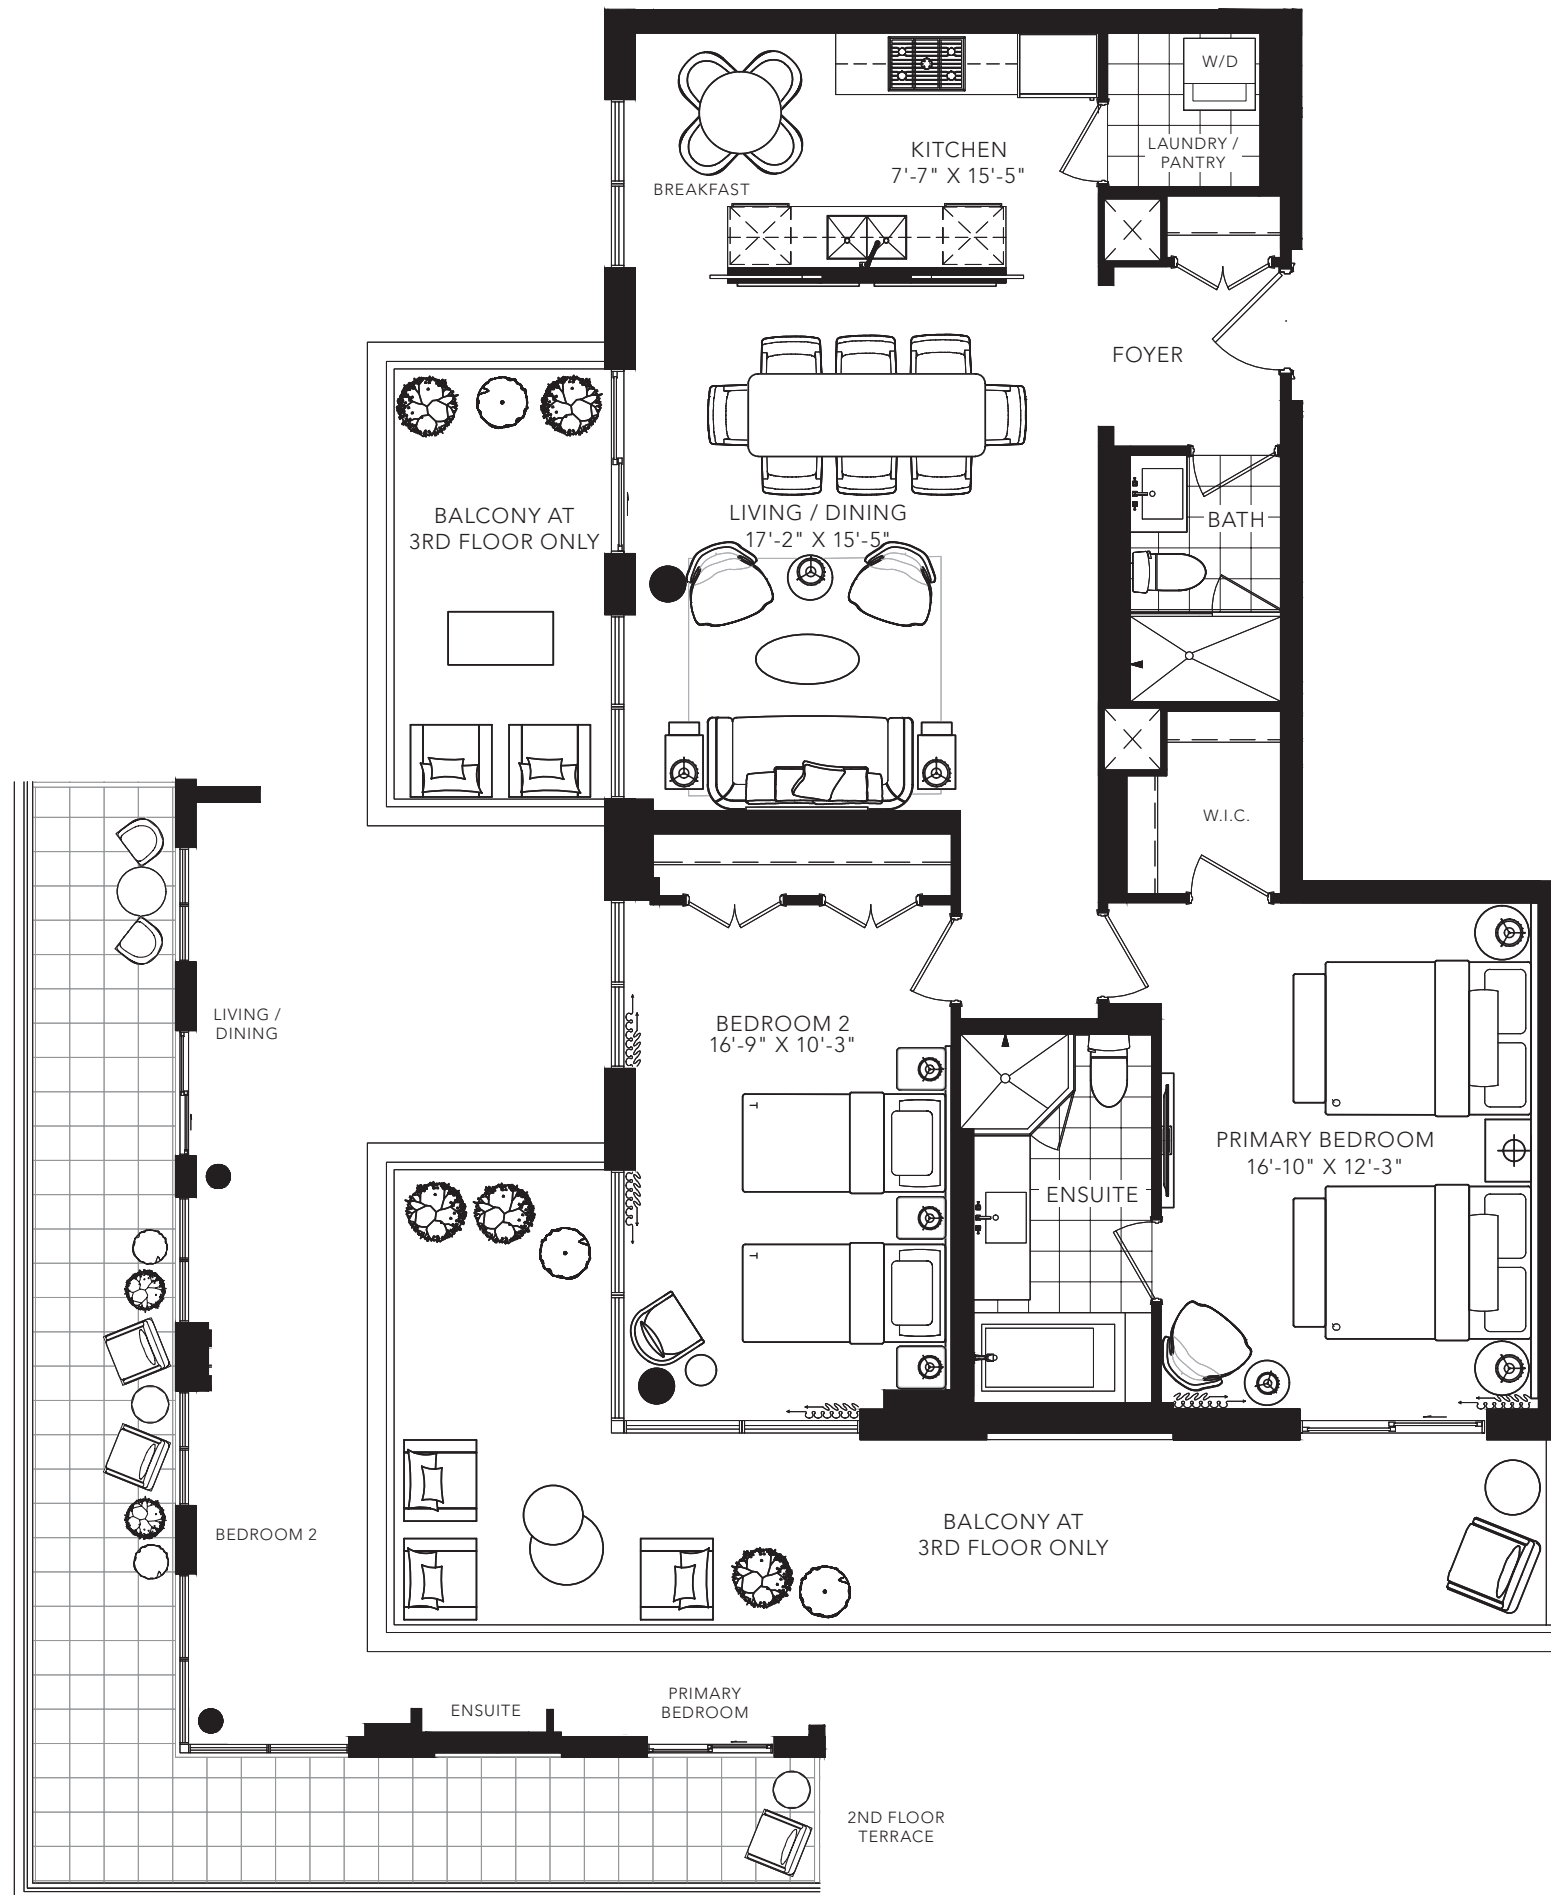 W/D
LAUNDRY /
PANTRY
KITCHEN
7'-7" X 15'-5"
BREAKFAST
FOYER
BALCONY AT
3RD FLOOR ONLY
LIVING / DINING
17'-2" X 15'-5"
BATH
W.I.C.
LIVING /
DINING
BEDROOM 2
16'-9" X 10'-3"
PRIMARY BEDROOM
16'-10" X 12'-3"
ENSUITE
BEDROOM 2
BALCONY AT
3RD FLOOR ONLY
ENSUITE
PRIMARY
BEDROOM
2ND FLOOR
TERRACE